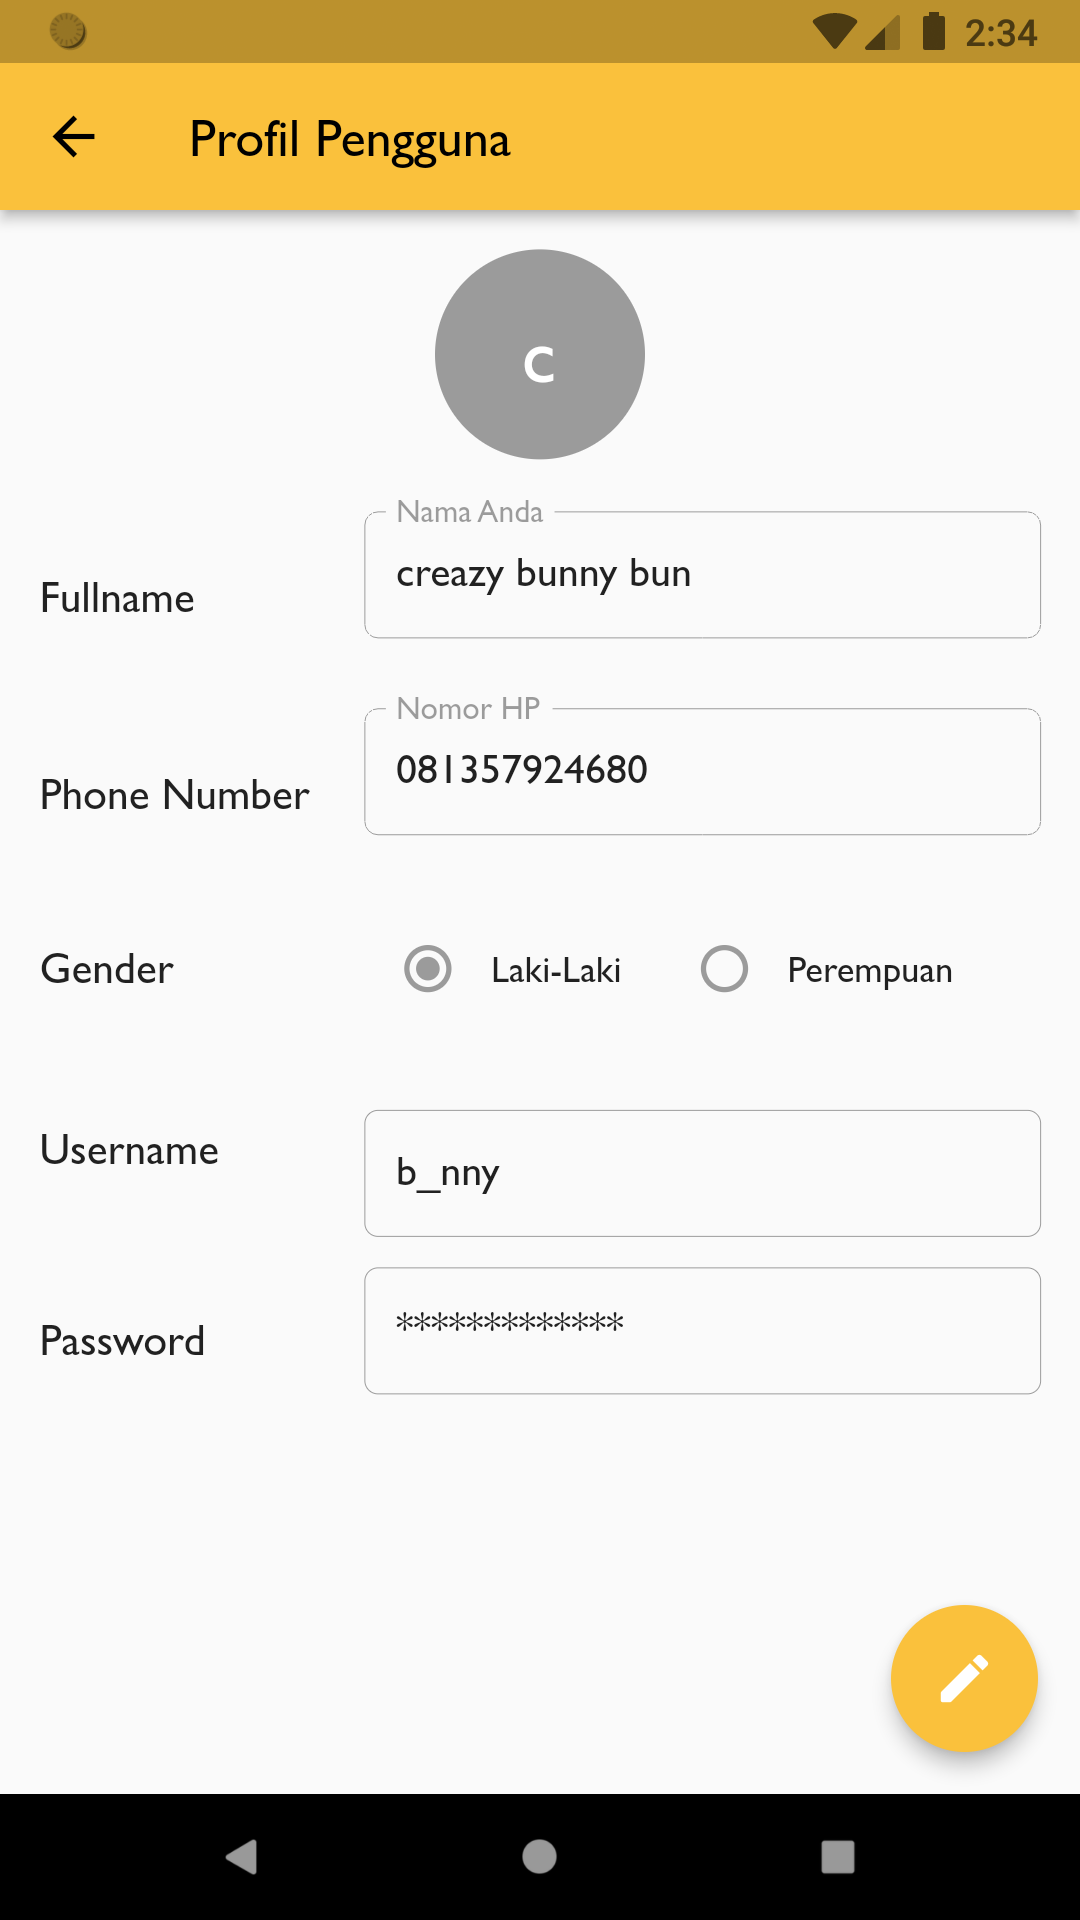 2:34
Profil Pengguna
C
Nama Anda
Fullname
creazy bunny bun
Nomor HP
Phone Number
081357924680
Gender
Laki-Laki
Perempuan
Username
b_nny
Password
*************